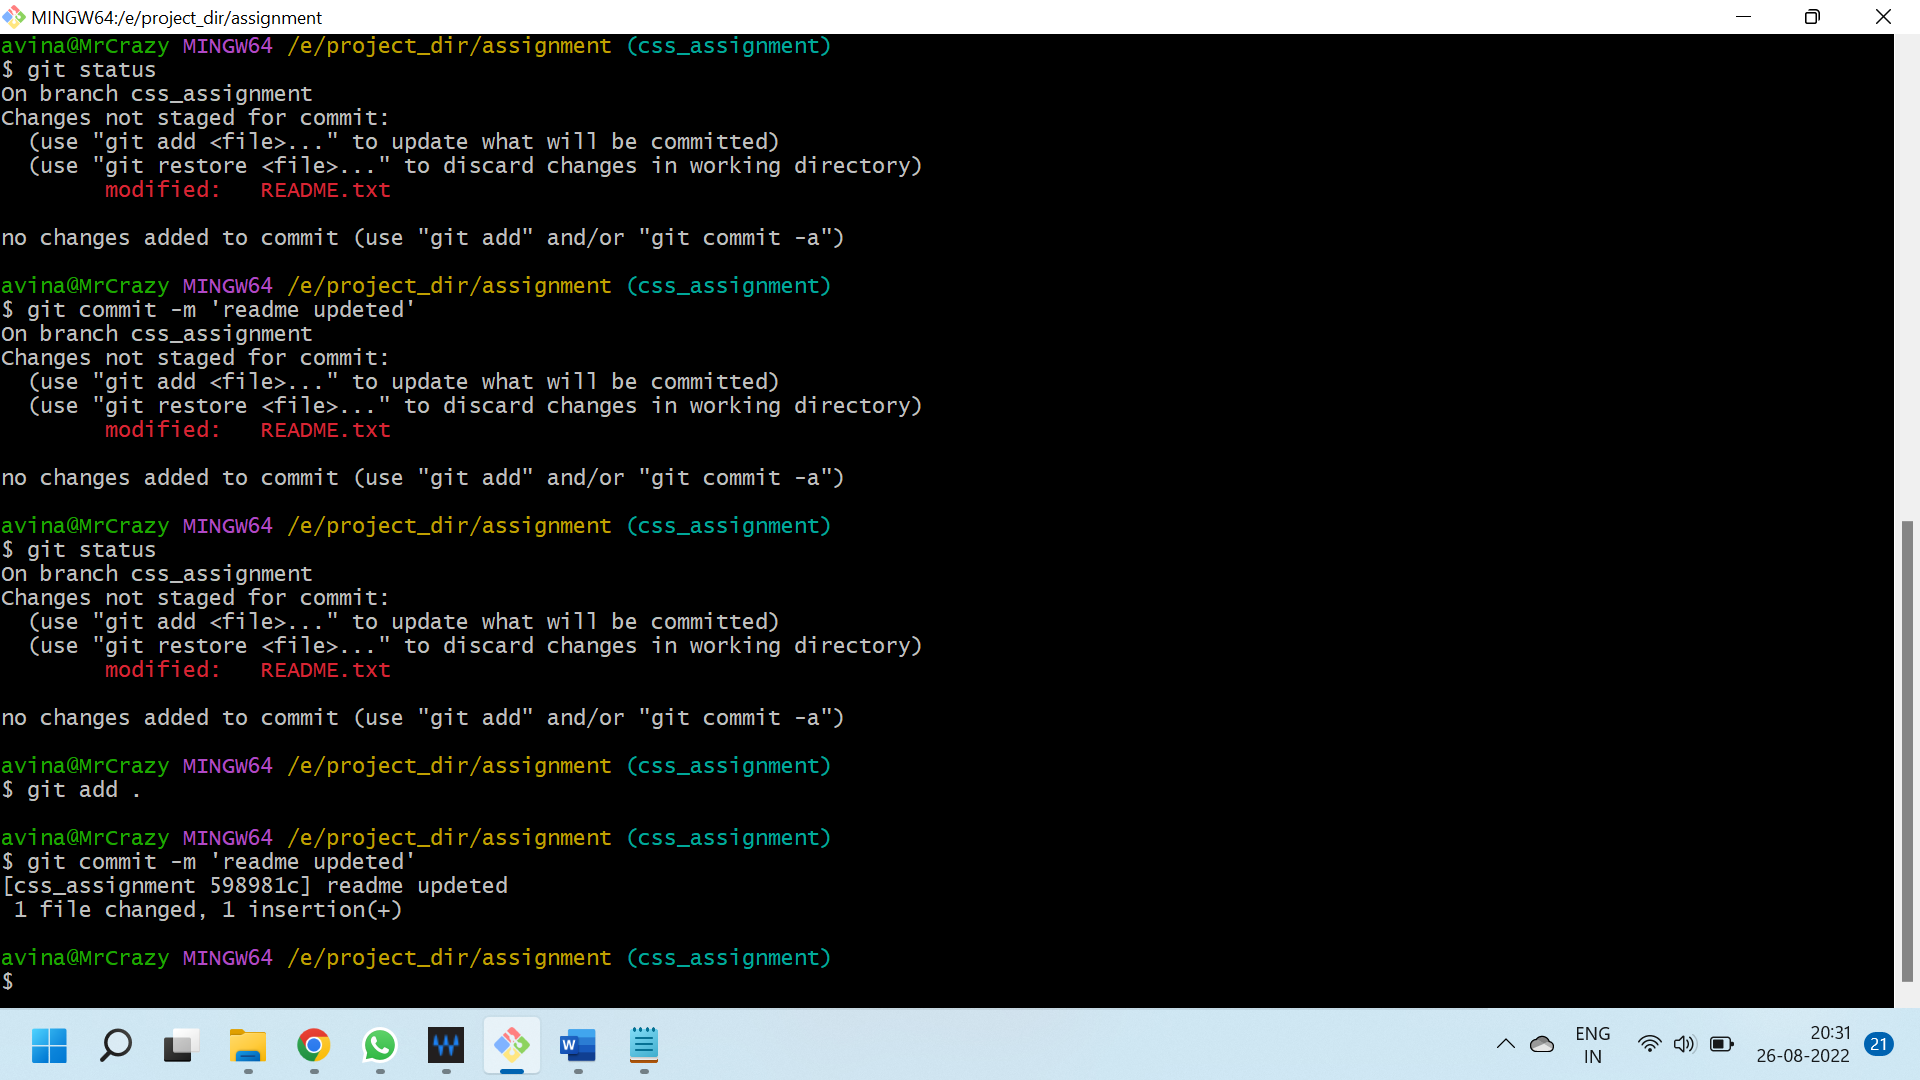 MINGW64:/e/project_dir/assignment
avina@MrCrazy MINGW64 /e/project_dir/assignment (css_assignment)
$ git status
On branch css_assignment
Changes not staged for commit:
  (use "git add <file>..." to update what will be committed)
  (use "git restore <file>..." to discard changes in working directory)
        modified:   README.txt

no changes added to commit (use "git add" and/or "git commit -a")

avina@MrCrazy MINGW64 /e/project_dir/assignment (css_assignment)
$ git commit -m 'readme updeted'
On branch css_assignment
Changes not staged for commit:
  (use "git add <file>..." to update what will be committed)
  (use "git restore <file>..." to discard changes in working directory)
        modified:   README.txt

no changes added to commit (use "git add" and/or "git commit -a")

avina@MrCrazy MINGW64 /e/project_dir/assignment (css_assignment)
$ git status
On branch css_assignment
Changes not staged for commit:
  (use "git add <file>..." to update what will be committed)
  (use "git restore <file>..." to discard changes in working directory)
        modified:   README.txt

no changes added to commit (use "git add" and/or "git commit -a")

avina@MrCrazy MINGW64 /e/project_dir/assignment (css_assignment)
$ git add .

avina@MrCrazy MINGW64 /e/project_dir/assignment (css_assignment)
$ git commit -m 'readme updeted'
[css_assignment 598981c] readme updeted
 1 file changed, 1 insertion(+)

avina@MrCrazy MINGW64 /e/project_dir/assignment (css_assignment)
$
W
ENG
IN
20:31
26-08-2022
21